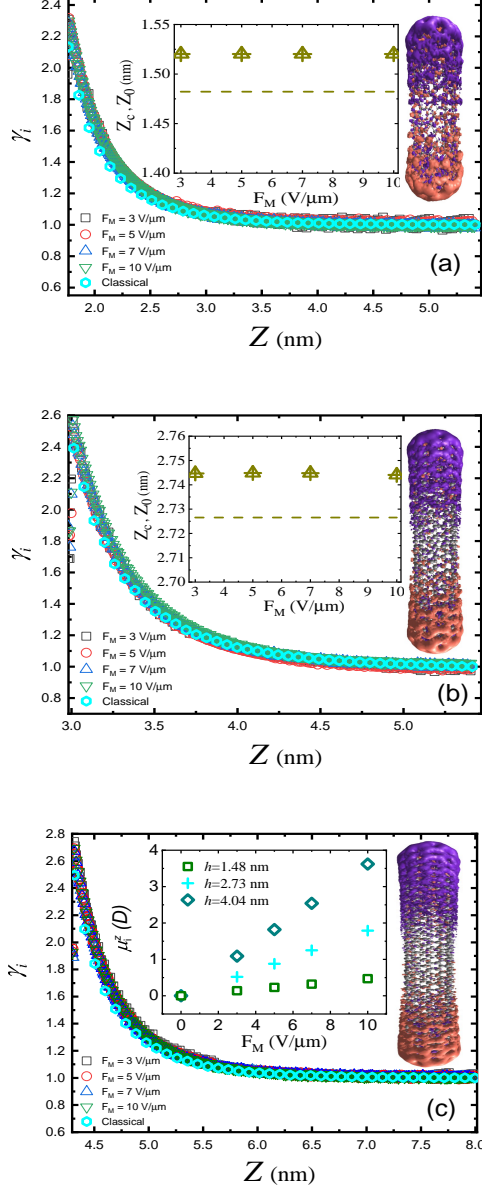 2.4
2.2
2.0
1.8
1.6
1.4
1.2
1.0
0.8
0.6
γi
1.55
1.50
1.45
1.40
Zc, Z0 (nm)
3 4 5 6 7 8 9 10
FM (V/μm)
FM = 3 V/μm
FM = 5 V/μm
FM = 7 V/μm
FM = 10 V/μm
Classical
(a)
2.0 2.5 3.0 3.5 4.0 4.5 5.0
Z (nm)
2.6
2.4
2.2
2.0
1.8
1.6
1.4
1.2
1.0
0.8
γi
2.76
2.75
2.74
2.73
2.72
2.71
2.70
Zc, Z0 (nm)
3 4 5 6 7 8 9 10
FM (V/μm)
FM = 3 V/μm
FM = 5 V/μm
FM = 7 V/μm
FM = 10 V/μm
Classical
(b)
3.0 3.5 4.0 4.5 5.0
Z (nm)
2.8
2.6
2.4
2.2
2.0
1.8
1.6
1.4
1.2
1.0
0.8
γi
4
3
2
1
0
μiz (D)
h=1.48 nm
h=2.73 nm
h=4.04 nm
0 2 4 6 8 10
FM (V/μm)
FM = 3 V/μm
FM = 5 V/μm
FM = 7 V/μm
FM = 10 V/μm
Classical
(c)
4.5 5.0 5.5 6.0 6.5 7.0 7.5 8.0
Z (nm)